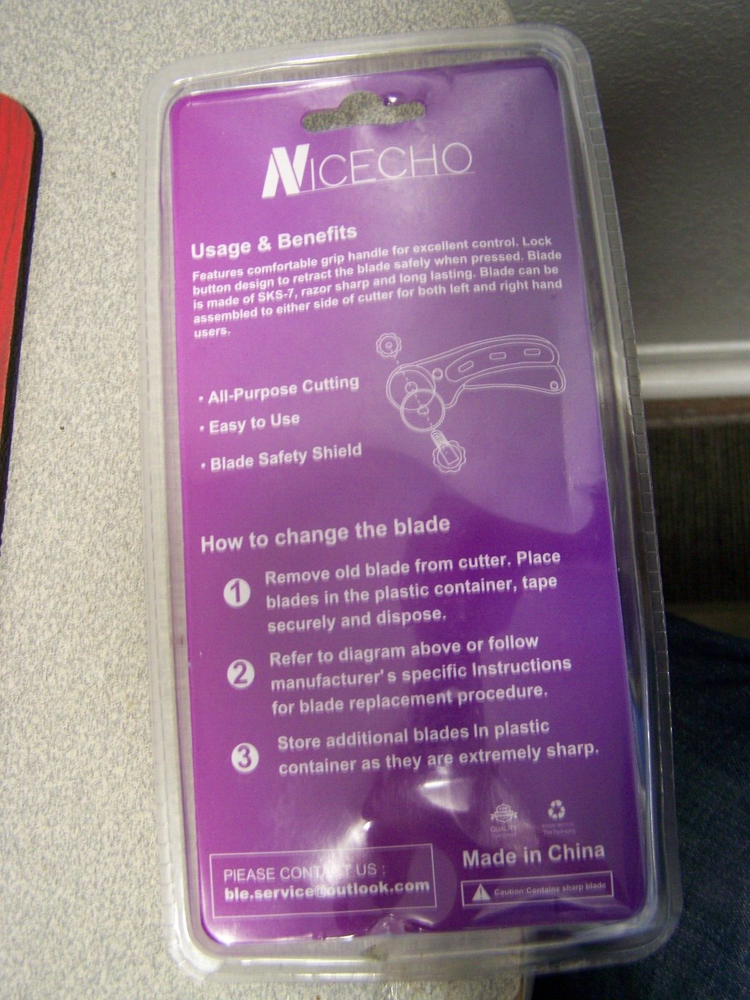 NICECHO
Usage & Benefits
Features comfortable grip handle for excellent control. Lock
button design to retract the blade safely when pressed. Blade
is made of SKS-7, razor sharp and long lasting. Blade can be
assembled to either side of cutter for both left and right hand
users.
• All-Purpose Cutting
• Easy to Use
• Blade Safety Shield
How to change the blade
1 Remove old blade from cutter. Place
blades in the plastic container, tape
securely and dispose.
2 Refer to diagram above or follow
manufacturer's specific Instructions
for blade replacement procedure.
3 Store additional blades In plastic
container as they are extremely sharp.
QUALITY
Made in China
PIEASE CONTACT US :
ble.service@outlook.com
Caution Contains sharp blade